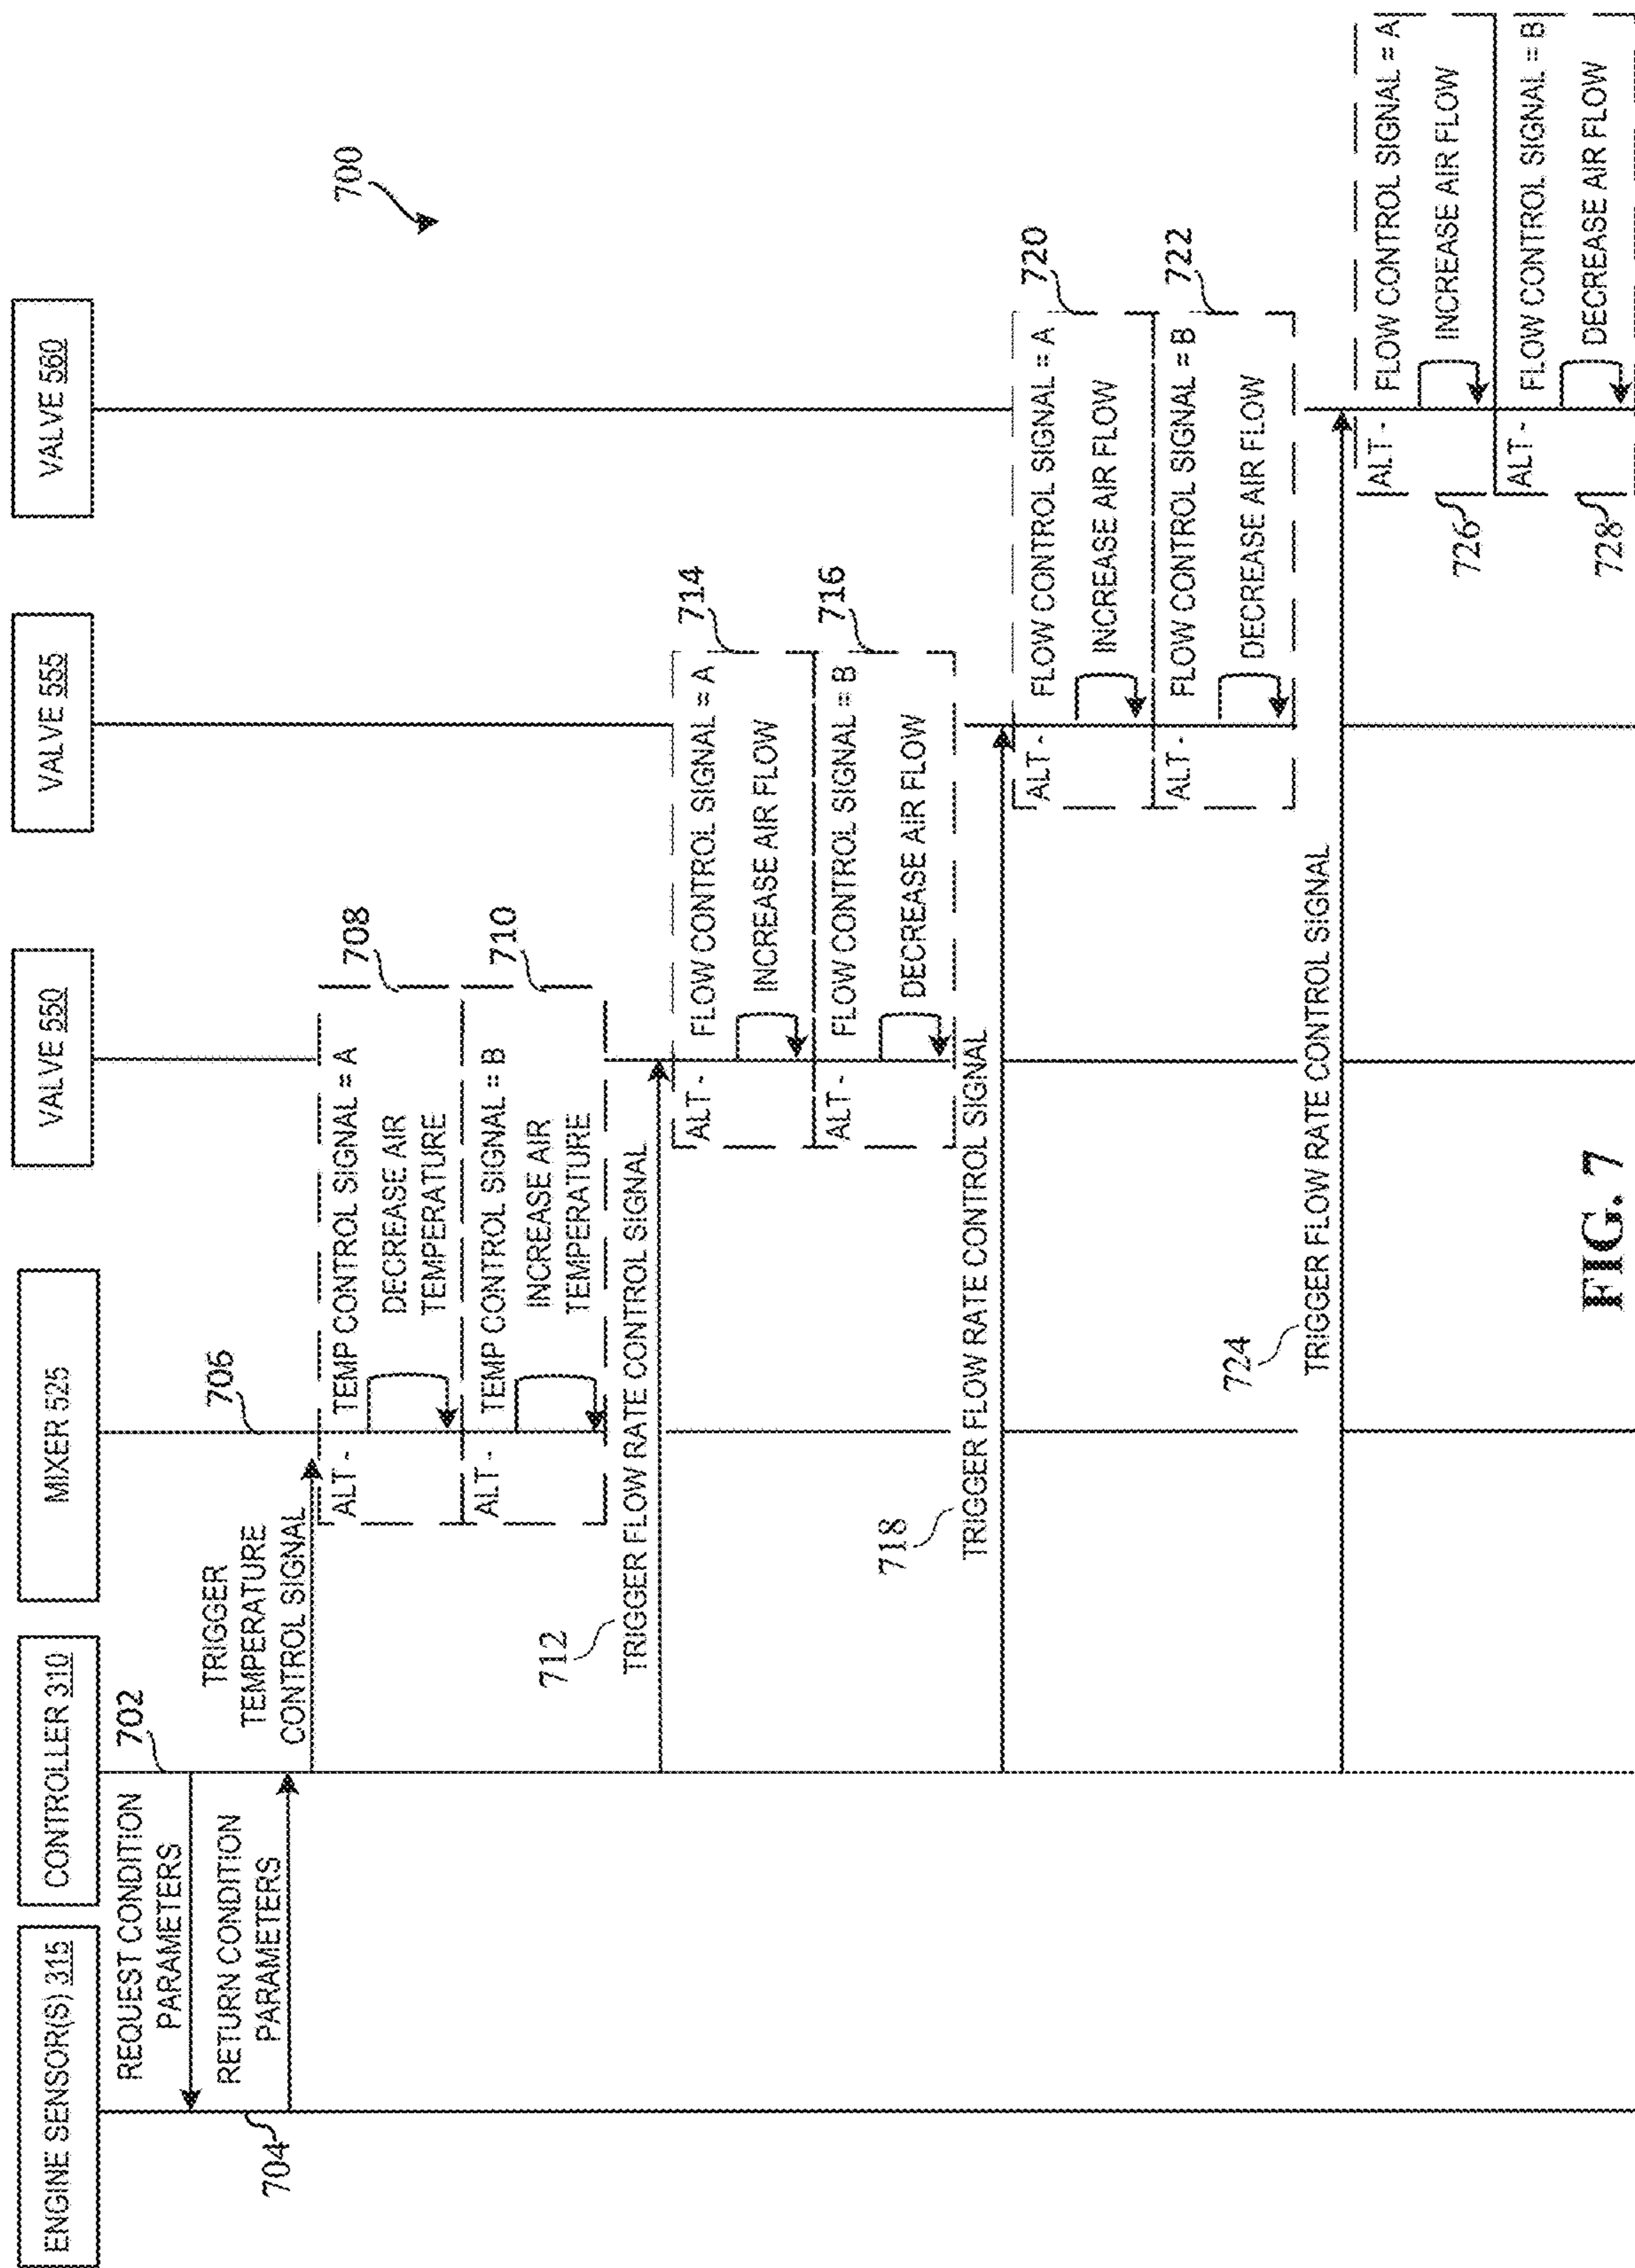 ENGINE SENSOR(S) 315
CONTROLLER 310
MIXER 525
VALVE 550
VALVE 555
VALVE 560
700
702
REQUEST CONDITION
PARAMETERS
RETURN CONDITION
PARAMETERS
704
TRIGGER
TEMPERATURE
CONTROL SIGNAL
706
ALT - TEMP CONTROL SIGNAL = A
DECREASE AIR
TEMPERATURE
708
ALT - TEMP CONTROL SIGNAL = B
INCREASE AIR
TEMPERATURE
710
712
TRIGGER FLOW RATE CONTROL SIGNAL
ALT - FLOW CONTROL SIGNAL = A
INCREASE AIR FLOW
714
ALT - FLOW CONTROL SIGNAL = B
DECREASE AIR FLOW
716
718
TRIGGER FLOW RATE CONTROL SIGNAL
ALT - FLOW CONTROL SIGNAL = A
INCREASE AIR FLOW
720
ALT - FLOW CONTROL SIGNAL = B
DECREASE AIR FLOW
722
724
TRIGGER FLOW RATE CONTROL SIGNAL
ALT - FLOW CONTROL SIGNAL = A
INCREASE AIR FLOW
726
ALT - FLOW CONTROL SIGNAL = B
DECREASE AIR FLOW
728
FIG. 7